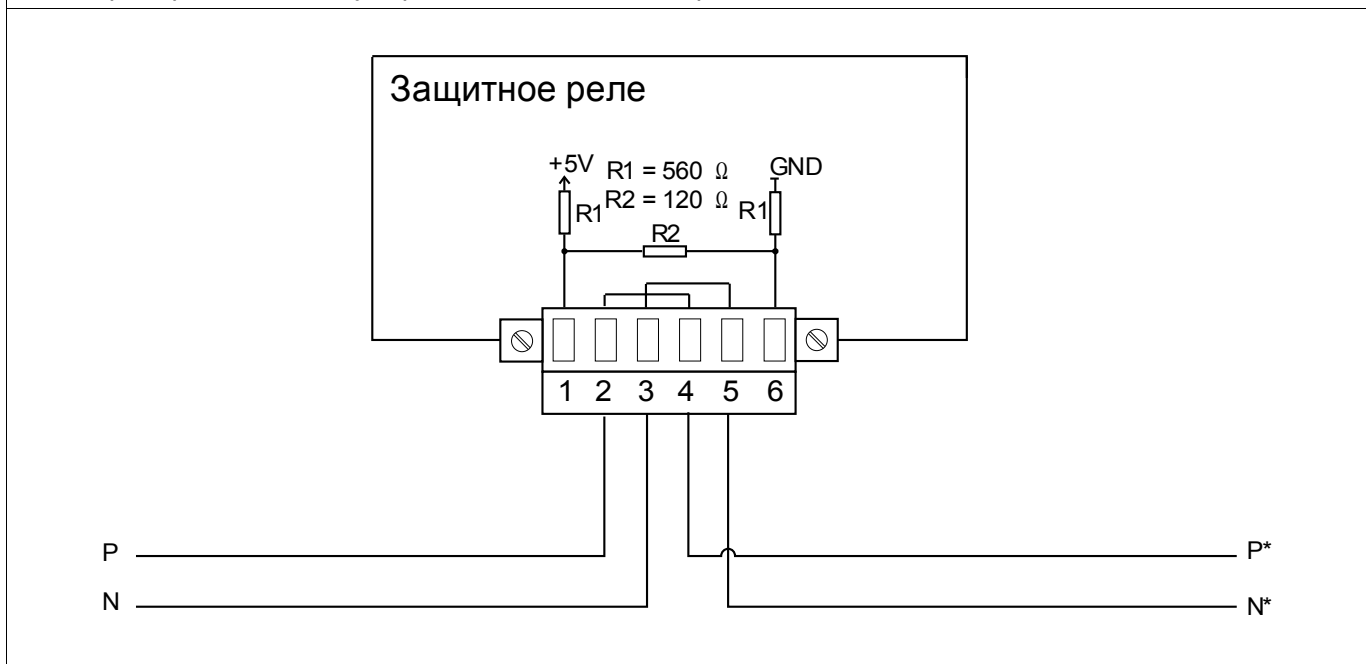 Защитное реле
+5V R1 = 560 Ω GND
R2 = 120 Ω
R1 R1
R2
1 2 3 4 5 6
P P*
N N*